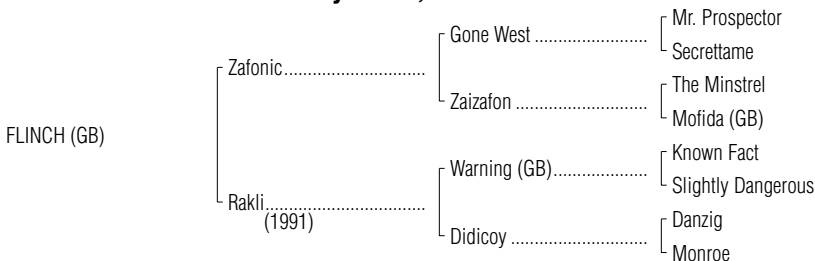 Mr. Prospector
Gone West ........................
Secrettame
Zafonic..............................
The Minstrel
Zaizafon ............................
Mofida (GB)
FLINCH (GB)
Known Fact
Warning (GB)....................
Slightly Dangerous
Rakli..................................
(1991)
Danzig
Didicoy .............................
Monroe